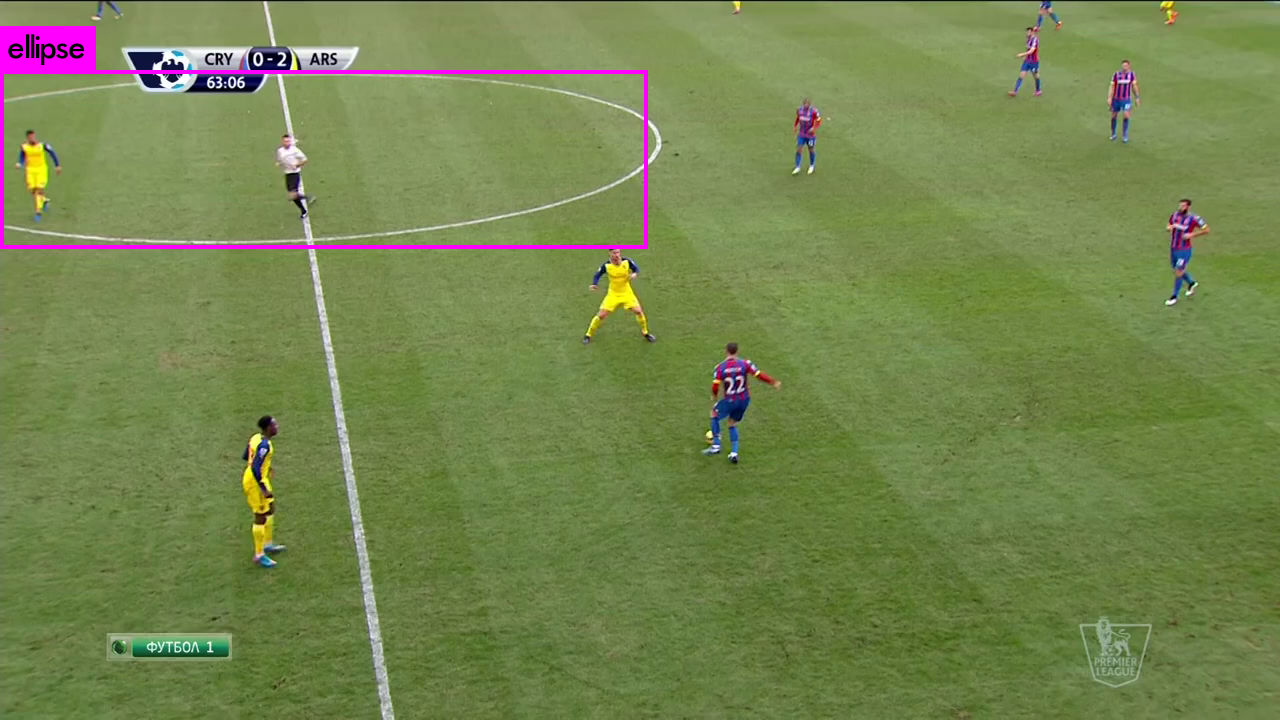 ellipse
CRY 0-2 ARS
63:06
22
ФУТБОЛ 1
PREMIER
LEAGUE